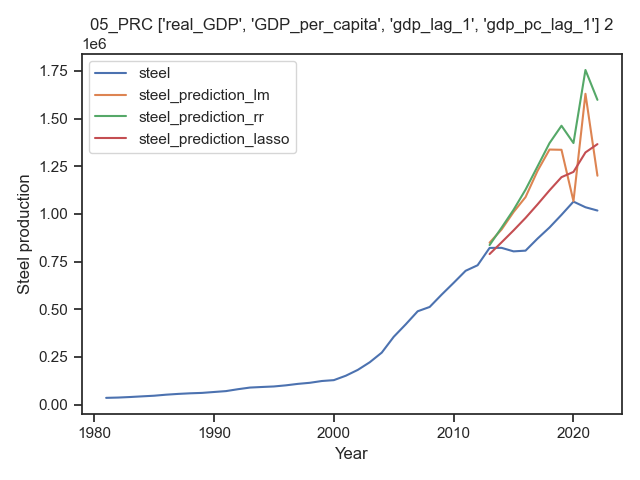 05_PRC ['real_GDP', 'GDP_per_capita', 'gdp_lag_1', 'gdp_pc_lag_1'] 2
1e6
steel
steel_prediction_lm
steel_prediction_rr
steel_prediction_lasso
1.75
1.50
1.25
1.00
0.75
0.50
0.25
0.00
Steel production
1980 1990 2000 2010 2020
Year